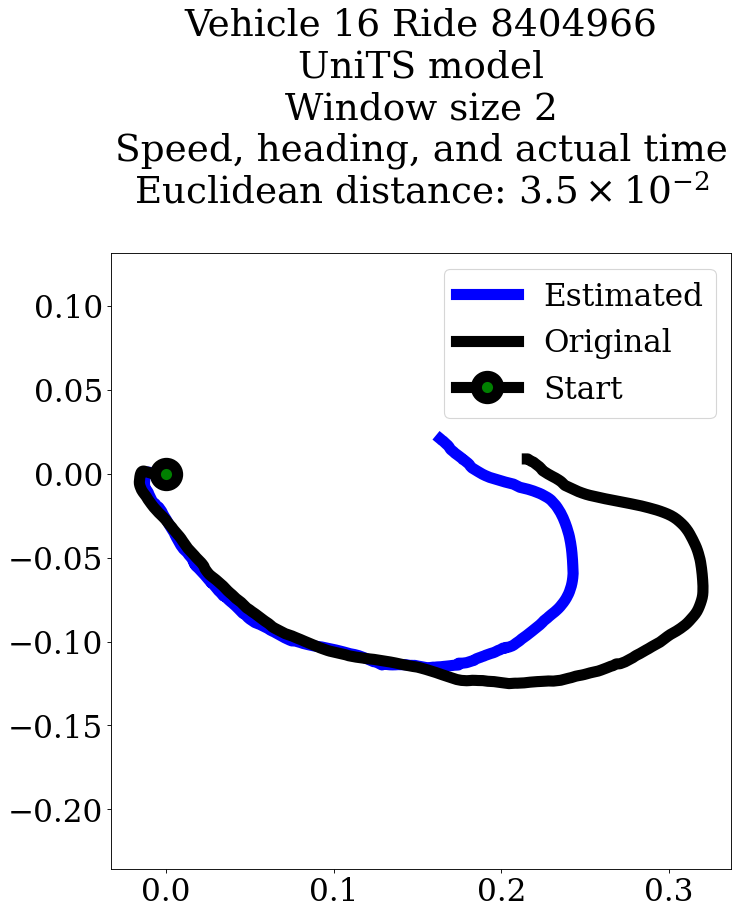 Vehicle 16 Ride 8404966
UniTS model
Window size 2
Speed, heading, and actual time
Euclidean distance: 3.5 × 10⁻²
Estimated
Original
Start
0.10
0.05
0.00
−0.05
−0.10
−0.15
−0.20
0.0 0.1 0.2 0.3